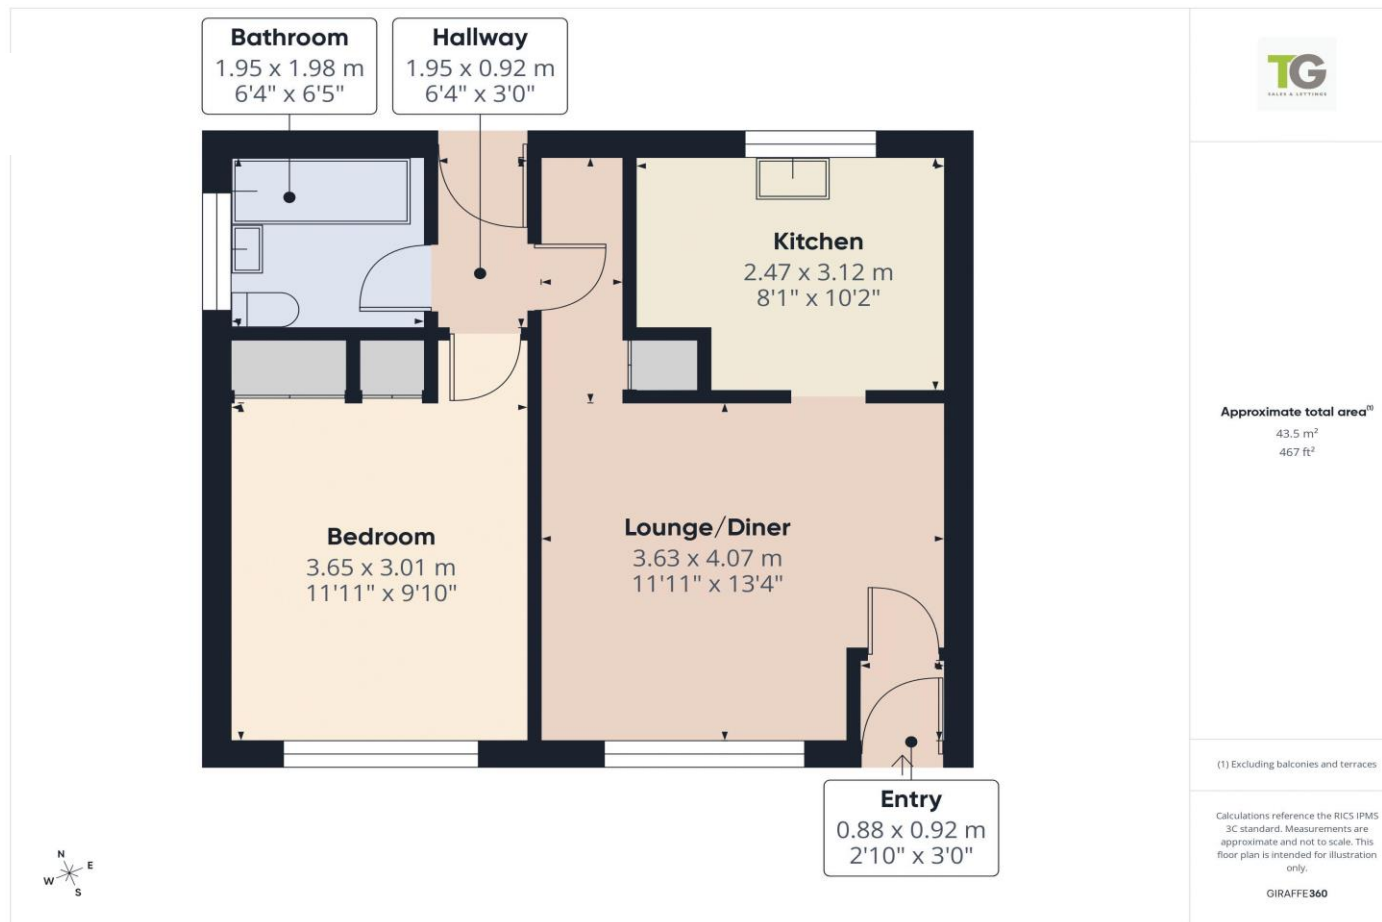 Bathroom
1.95 x 1.98 m
6'4" x 6'5"
Hallway
1.95 x 0.92 m
6'4" x 3'0"
Kitchen
2.47 x 3.12 m
8'1" x 10'2"
Bedroom
3.65 x 3.01 m
11'11" x 9'10"
Lounge/Diner
3.63 x 4.07 m
11'11" x 13'4"
Entry
0.88 x 0.92 m
2'10" x 3'0"
N
E
W
S
TG
SALES & LETTINGS
Approximate total area(1)
43.5 m²
467 ft²
(1) Excluding balconies and terraces
Calculations reference the RICS IPMS
3C standard. Measurements are
approximate and not to scale. This
floor plan is intended for illustration
only.
GIRAFFE360